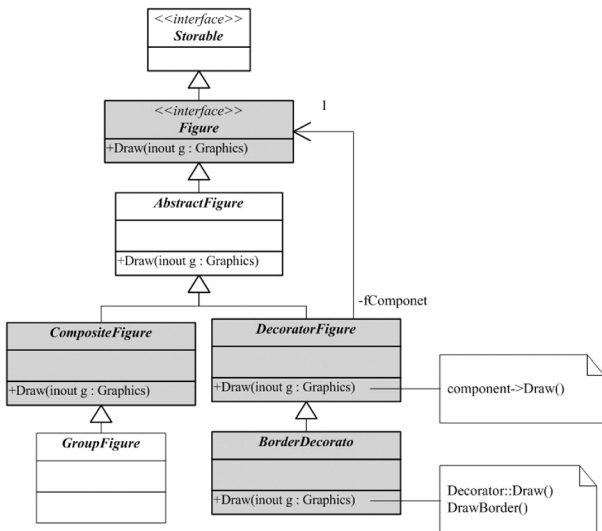 <<interface>>
Storable
<<interface>>
Figure
+Draw(inout g : Graphics)
1
AbstractFigure
+Draw(inout g : Graphics)
-fComponet
CompositeFigure
+Draw(inout g : Graphics)
DecoratorFigure
+Draw(inout g : Graphics)
component->Draw()
GroupFigure
BorderDecorato
+Draw(inout g : Graphics)
Decorator::Draw()
DrawBorder()